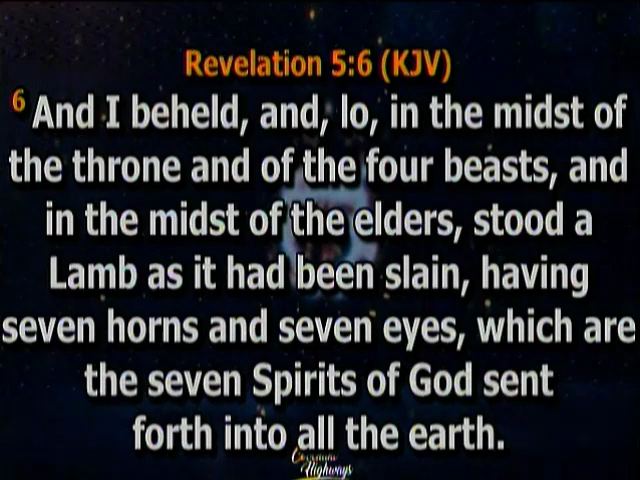 Revelation 5:6 (KJV)
6 And I beheld, and, lo, in the midst of
the throne and of the four beasts, and
in the midst of the elders, stood a
Lamb as it had been slain, having
seven horns and seven eyes, which are
the seven Spirits of God sent
forth into all the earth.
Highways